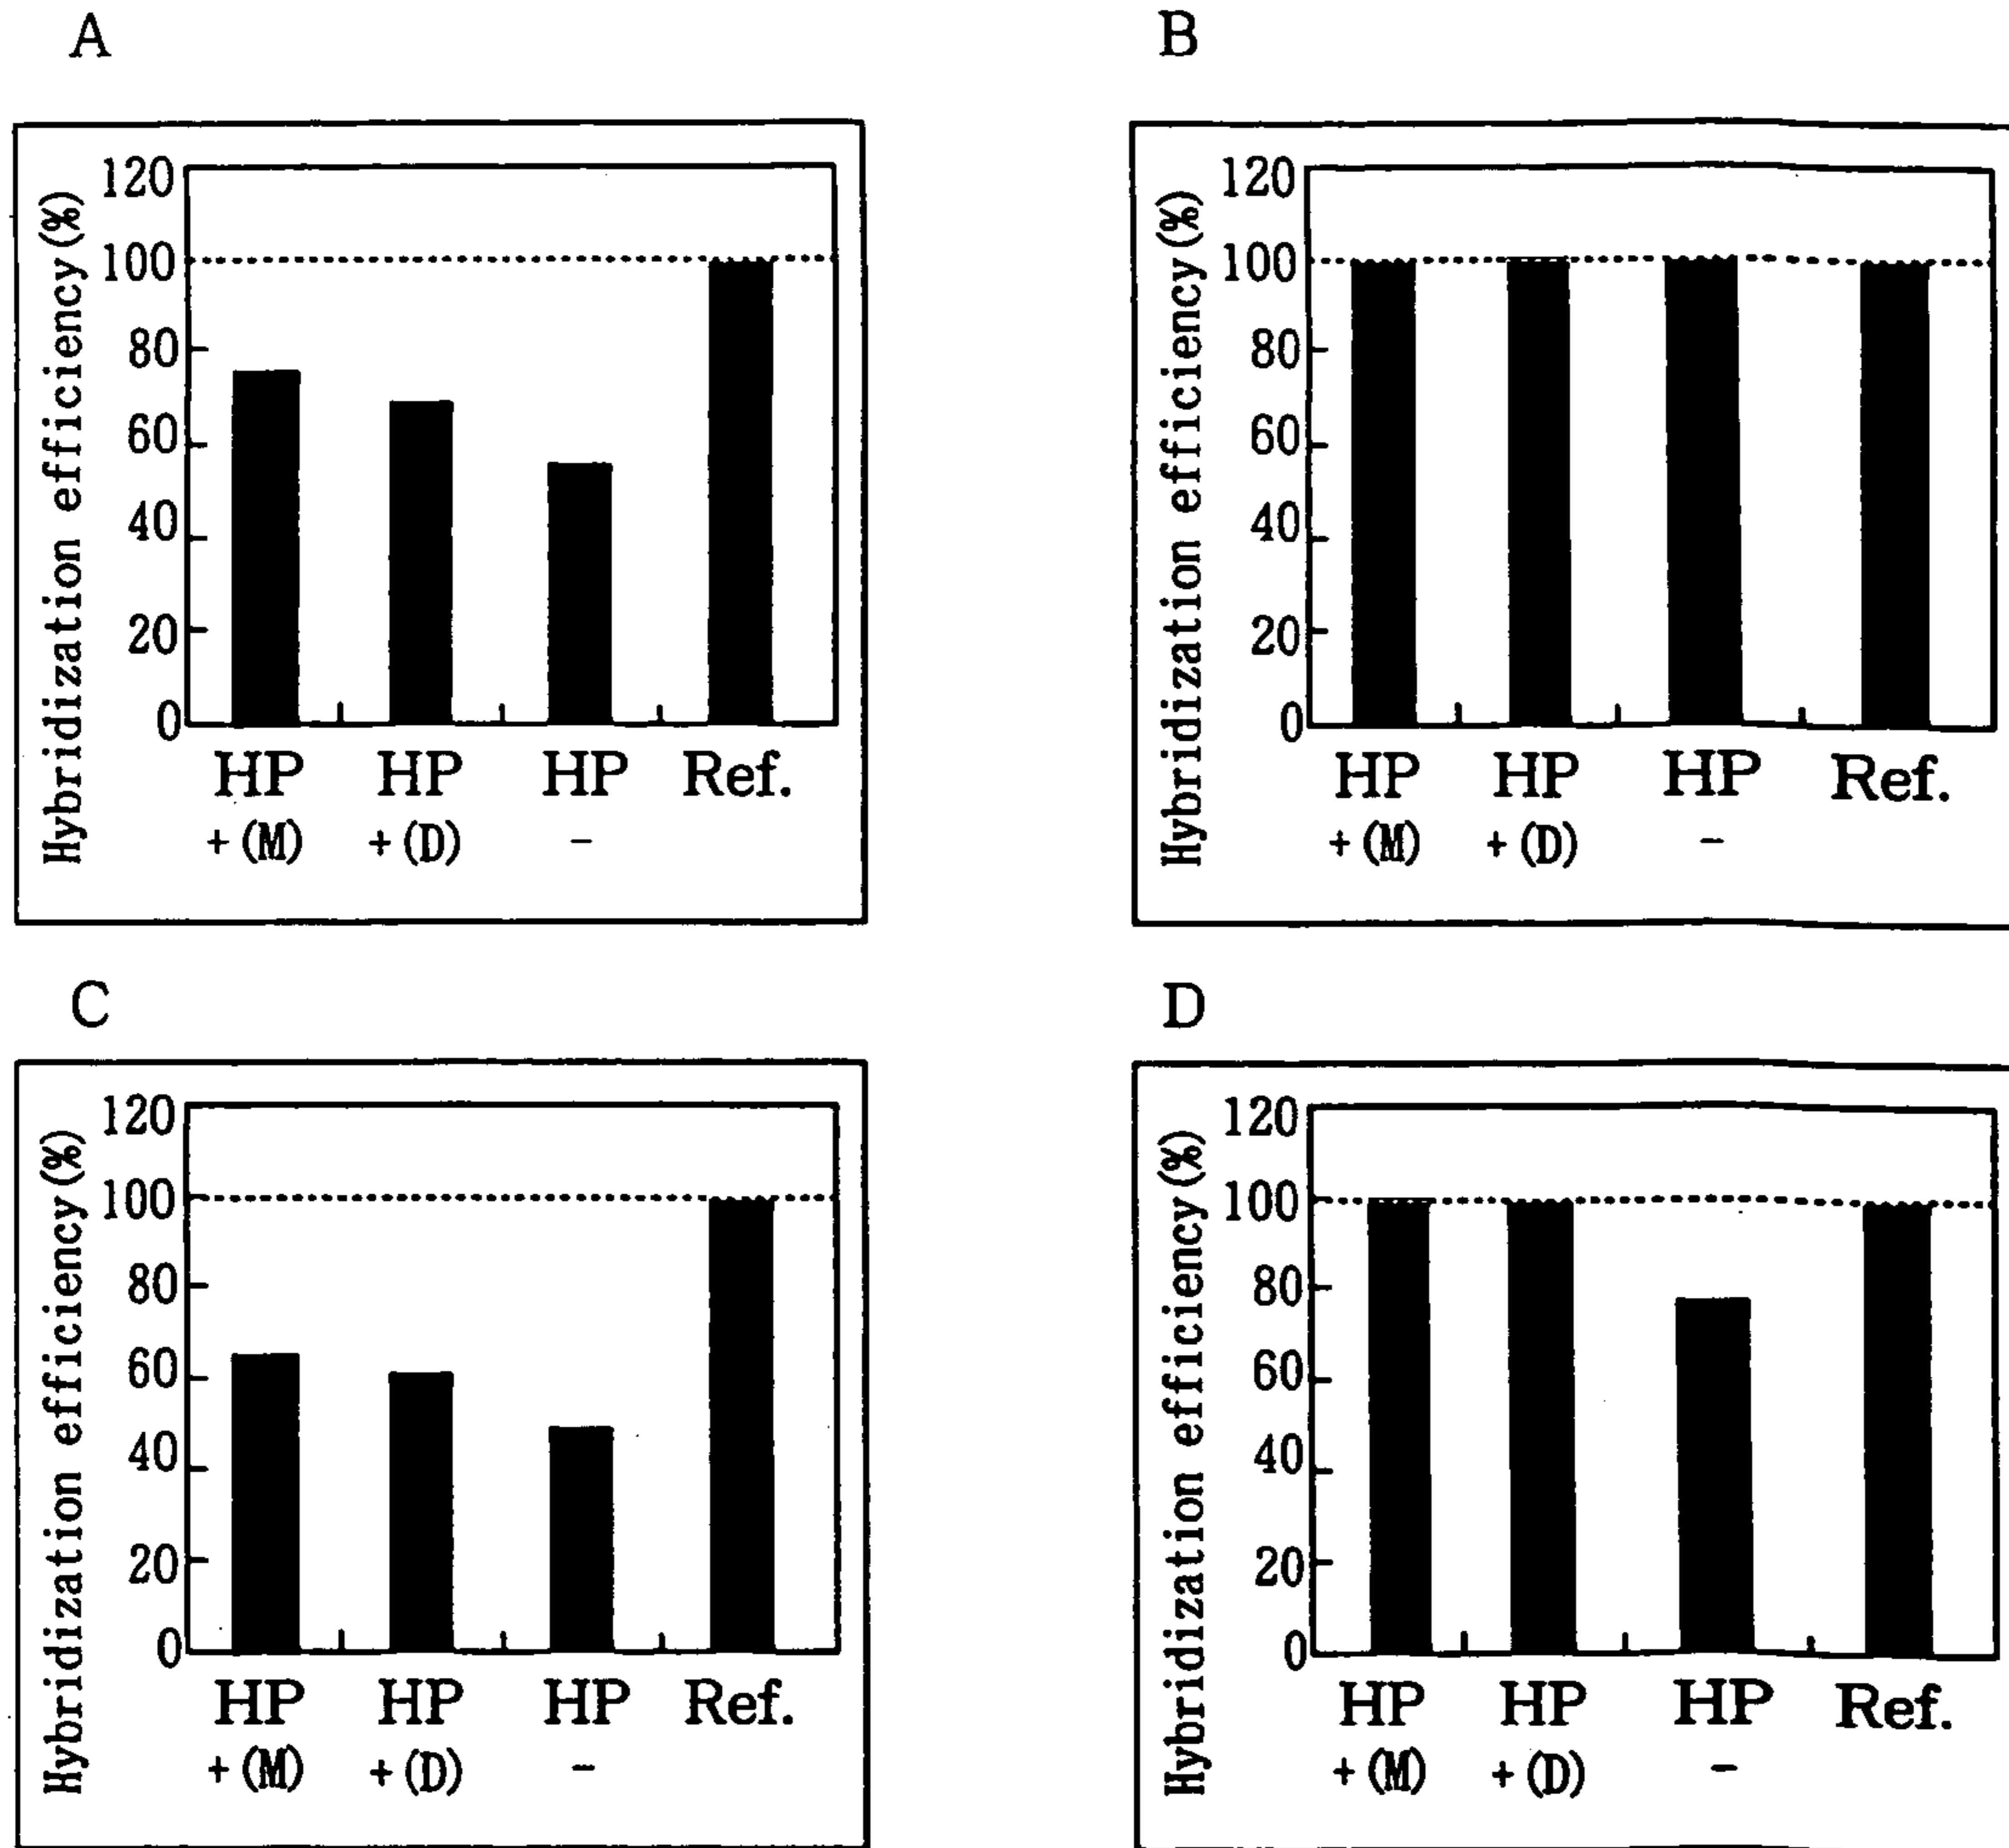 A
Hybridization efficiency(%)
120
100
80
60
40
20
0
HP HP HP Ref.
+(M) +(D) -
B
Hybridization efficiency(%)
120
100
80
60
40
20
0
HP HP HP Ref.
+(M) +(D) -
C
Hybridization efficiency(%)
120
100
80
60
40
20
0
HP HP HP Ref.
+(M) +(D) -
D
Hybridization efficiency(%)
120
100
80
60
40
20
0
HP HP HP Ref.
+(M) +(D) -